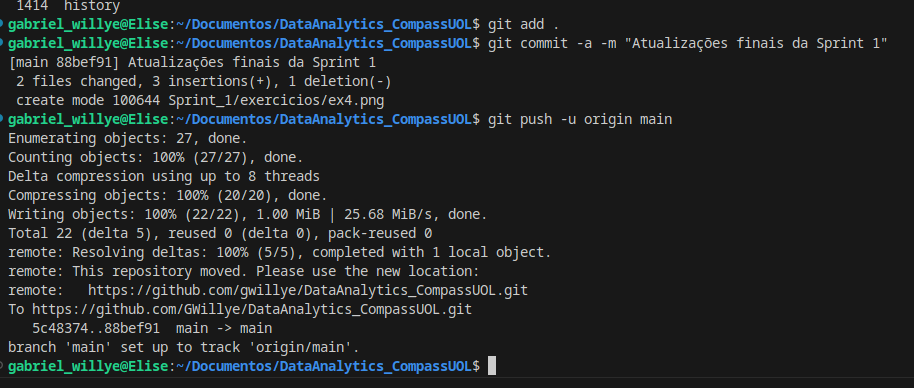 1414  history
gabriel_willye@Elise:~/Documentos/DataAnalytics_CompassUOL$ git add .
gabriel_willye@Elise:~/Documentos/DataAnalytics_CompassUOL$ git commit -a -m "Atualizações finais da Sprint 1"
[main 88bef91] Atualizações finais da Sprint 1
 2 files changed, 3 insertions(+), 1 deletion(-)
 create mode 100644 Sprint_1/exercicios/ex4.png
gabriel_willye@Elise:~/Documentos/DataAnalytics_CompassUOL$ git push -u origin main
Enumerating objects: 27, done.
Counting objects: 100% (27/27), done.
Delta compression using up to 8 threads
Compressing objects: 100% (20/20), done.
Writing objects: 100% (22/22), 1.00 MiB | 25.68 MiB/s, done.
Total 22 (delta 5), reused 0 (delta 0), pack-reused 0
remote: Resolving deltas: 100% (5/5), completed with 1 local object.
remote: This repository moved. Please use the new location:
remote:   https://github.com/gwillye/DataAnalytics_CompassUOL.git
To https://github.com/GWillye/DataAnalytics_CompassUOL.git
   5c48374..88bef91  main -> main
branch 'main' set up to track 'origin/main'.
gabriel_willye@Elise:~/Documentos/DataAnalytics_CompassUOL$